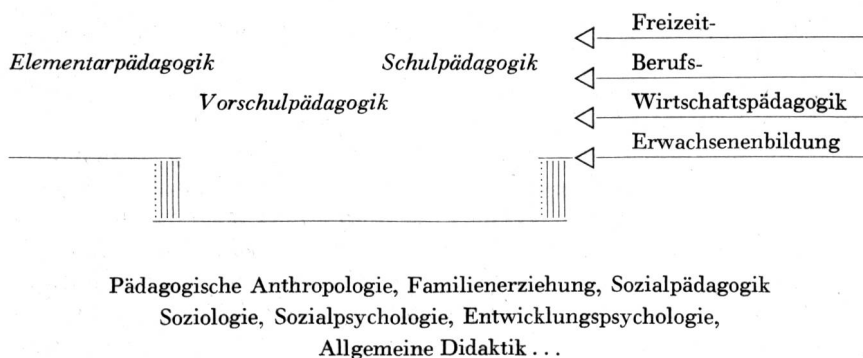 Freizeit-
Elementarpädagogik Schulpädagogik Berufs-
Vorschulpädagogik Wirtschaftspädagogik
Erwachsenenbildung
Pädagogische Anthropologie, Familienerziehung, Sozialpädagogik
Soziologie, Sozialpsychologie, Entwicklungspsychologie,
Allgemeine Didaktik . . .